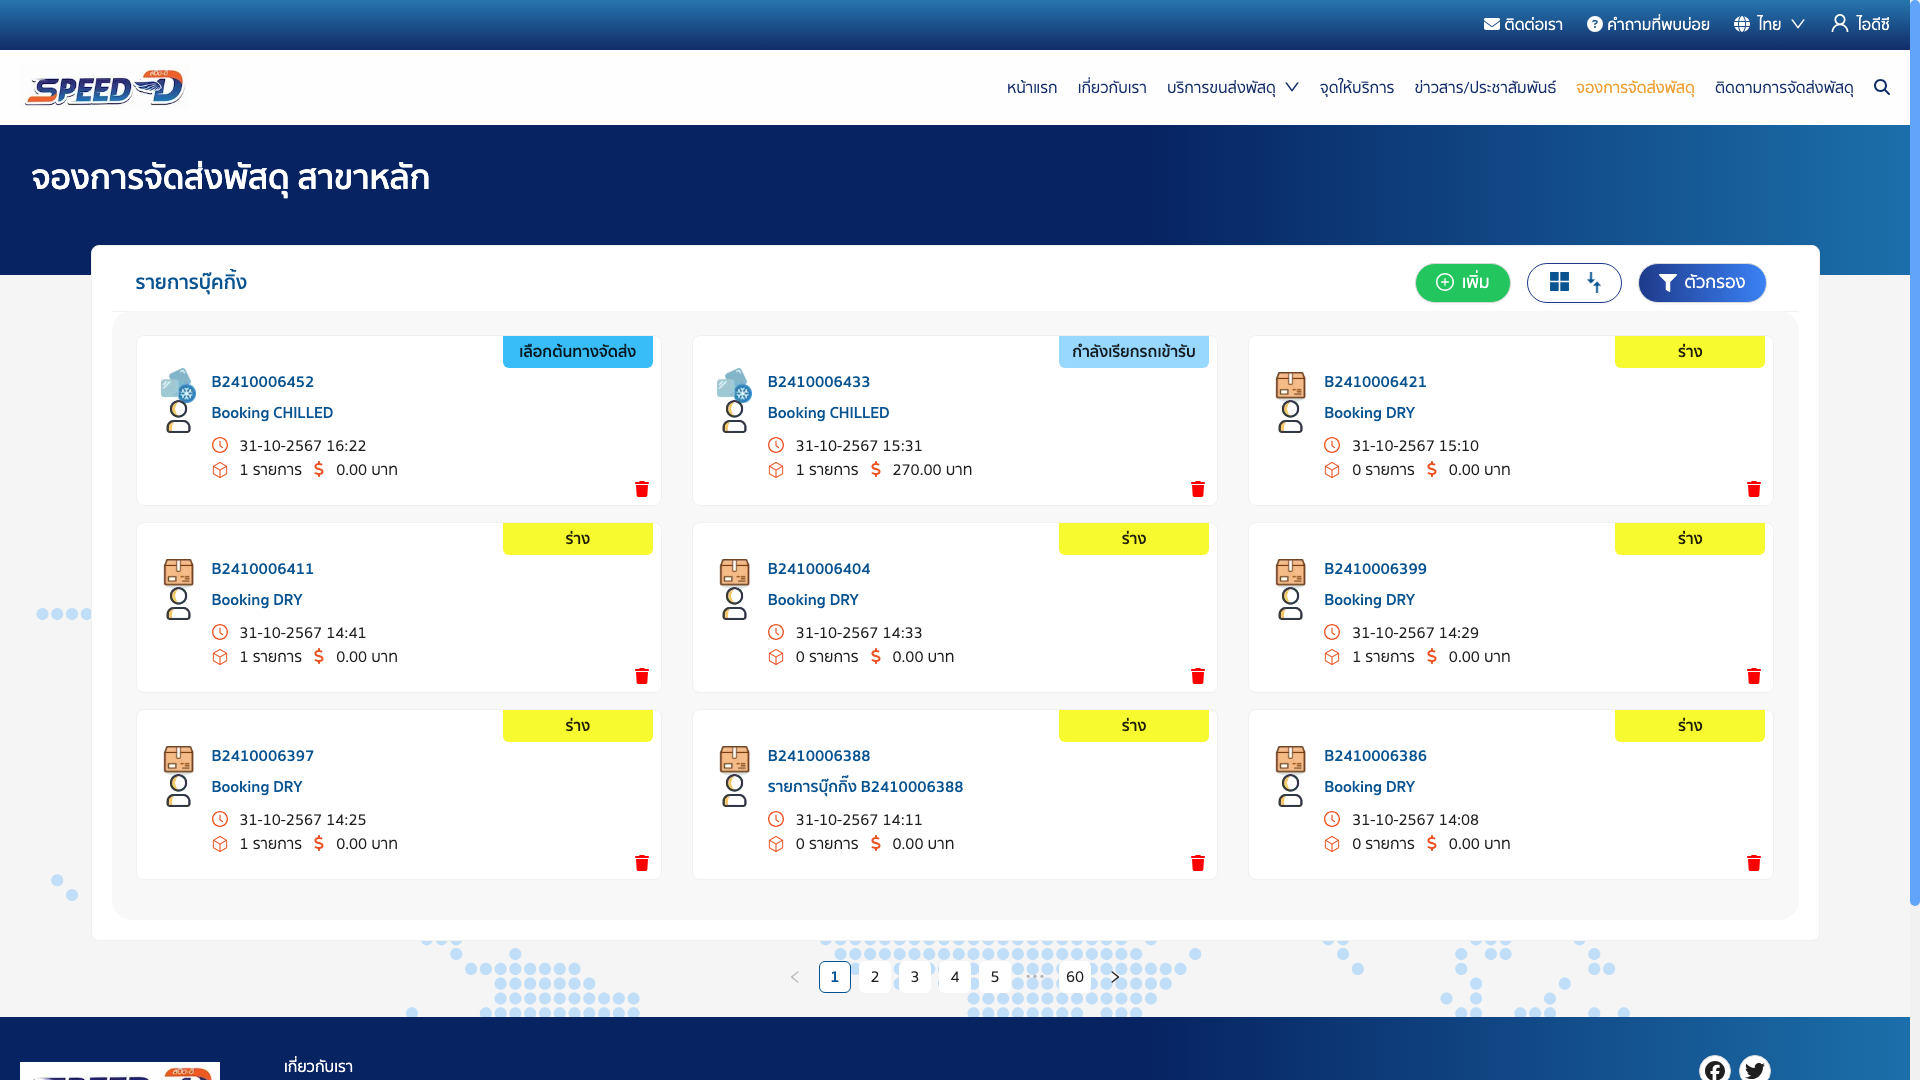 ติดต่อเรา คำถามที่พบบ่อย ไทย ไอดีซี
สปีด-ดี
SPEED-D
หน้าแรก เกี่ยวกับเรา บริการขนส่งพัสดุ จุดให้บริการ ข่าวสาร/ประชาสัมพันธ์ จองการจัดส่งพัสดุ ติดตามการจัดส่งพัสดุ
จองการจัดส่งพัสดุ สาขาหลัก
รายการบุ๊คกิ้ง
เพิ่ม
ตัวกรอง
เลือกต้นทางจัดส่ง
B2410006452
Booking CHILLED
31-10-2567 16:22
1 รายการ $ 0.00 บาท
กำลังเรียกรถเข้ารับ
B2410006433
Booking CHILLED
31-10-2567 15:31
1 รายการ $ 270.00 บาท
ร่าง
B2410006421
Booking DRY
31-10-2567 15:10
0 รายการ $ 0.00 บาท
ร่าง
B2410006411
Booking DRY
31-10-2567 14:41
1 รายการ $ 0.00 บาท
ร่าง
B2410006404
Booking DRY
31-10-2567 14:33
0 รายการ $ 0.00 บาท
ร่าง
B2410006399
Booking DRY
31-10-2567 14:29
1 รายการ $ 0.00 บาท
ร่าง
B2410006397
Booking DRY
31-10-2567 14:25
1 รายการ $ 0.00 บาท
ร่าง
B2410006388
รายการบุ๊กกิ๊ง B2410006388
31-10-2567 14:11
0 รายการ $ 0.00 บาท
ร่าง
B2410006386
Booking DRY
31-10-2567 14:08
0 รายการ $ 0.00 บาท
< 1 2 3 4 5 ••• 60 >
เกี่ยวกับเรา
สปีด-ดี
SPEED-D